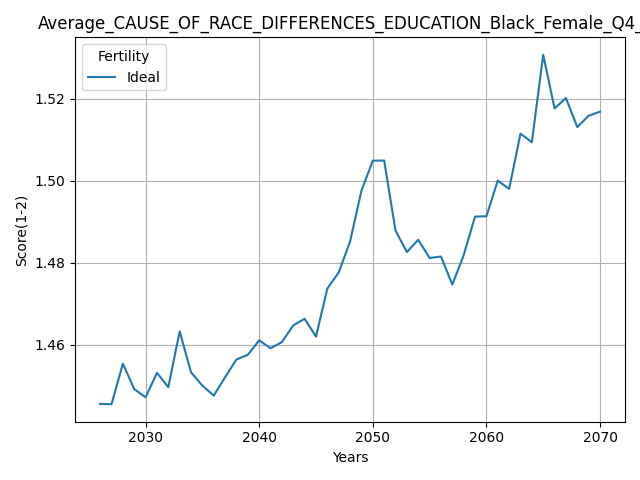 Average_CAUSE_OF_RACE_DIFFERENCES_EDUCATION_Black_Female_Q4_
Fertility
Ideal
Score(1-2)
1.52
1.50
1.48
1.46
2030 2040 2050 2060 2070
Years